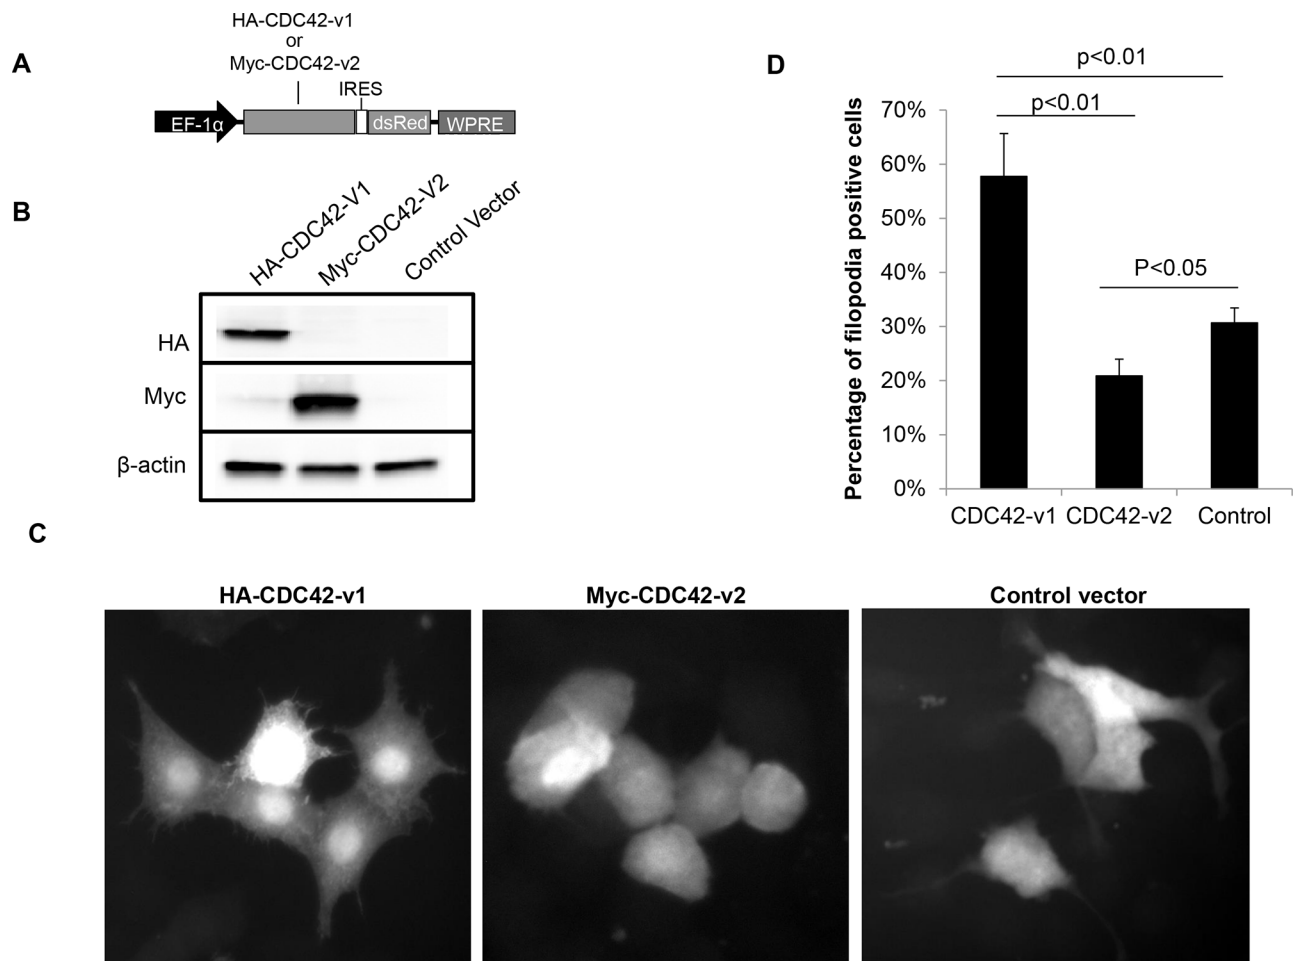 A
HA-CDC42-v1
or
Myc-CDC42-v2
IRES
EF-1α
dsRed
WPRE
B
HA-CDC42-V1
Myc-CDC42-V2
Control Vector
HA
Myc
β-actin
D
p<0.01
p<0.01
P<0.05
Percentage of filopodia positive cells
70%
60%
50%
40%
30%
20%
10%
0%
CDC42-v1 CDC42-v2 Control
C
HA-CDC42-v1
Myc-CDC42-v2
Control vector